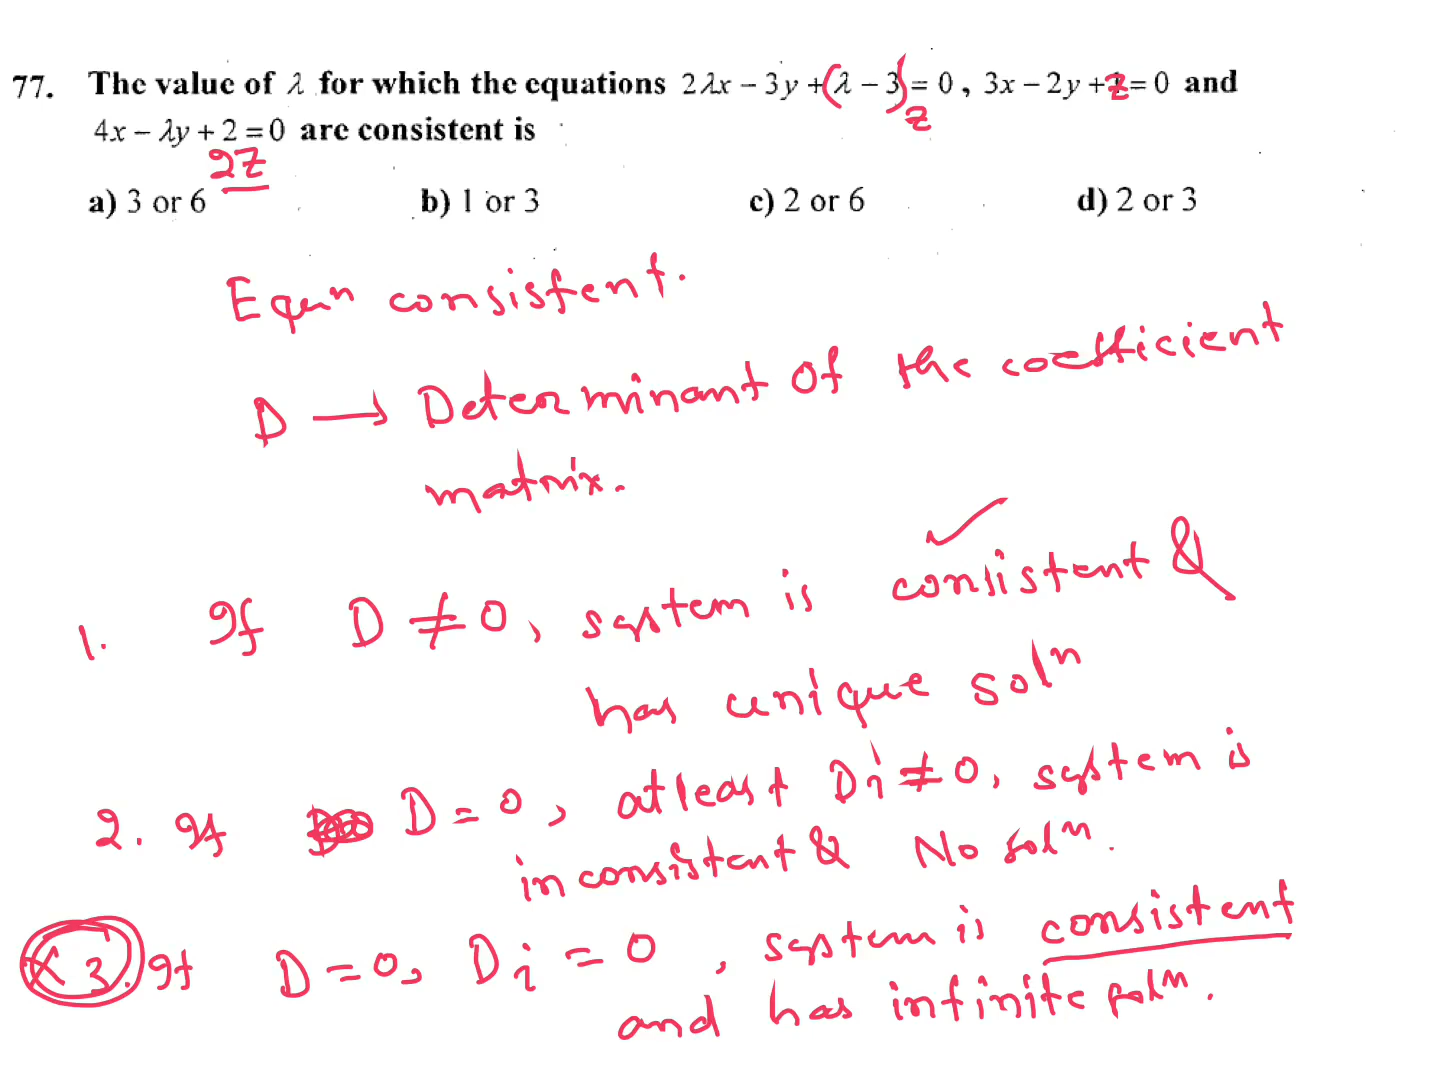 77. The value of λ for which the equations 2λx − 3y + (λ − 3) = 0, 3x − 2y + z = 0 and
z
4x − λy + 2 = 0 are consistent is
2z
a) 3 or 6 b) 1 or 3 c) 2 or 6 d) 2 or 3
Equn consistent.
D → Determinant of the coefficient
matrix.
1. If D ≠ 0, system is consistent &
has unique solⁿ
2. If D = 0, atleast Di ≠ 0, system is
inconsistent & No solⁿ.
3. If D = 0, Di = 0, system is consistent
and has infinite solⁿ.